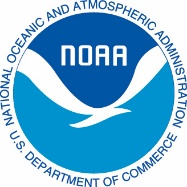 NATIONAL OCEANIC AND ATMOSPHERIC ADMINISTRATION
NOAA
U.S. DEPARTMENT OF COMMERCE